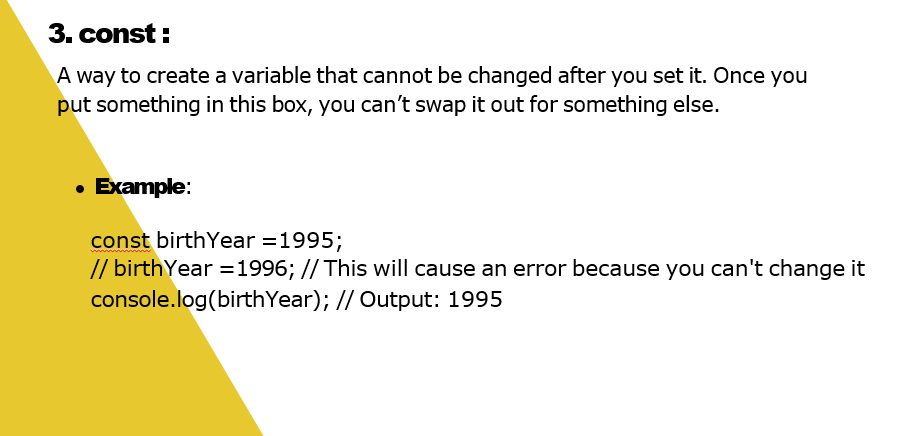 3. const :
A way to create a variable that cannot be changed after you set it. Once you
put something in this box, you can’t swap it out for something else.
• Example:
const birthYear =1995;
// birthYear =1996; // This will cause an error because you can't change it
console.log(birthYear); // Output: 1995